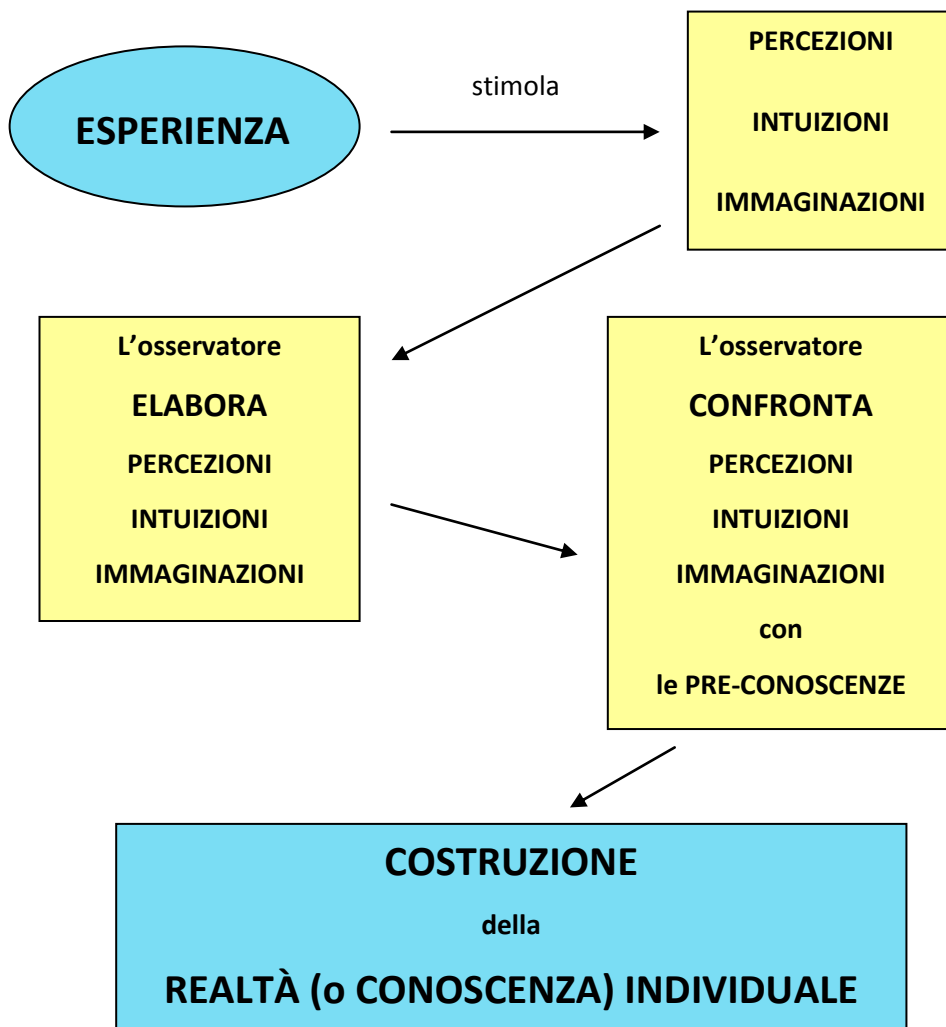 ESPERIENZA
stimola
PERCEZIONI
INTUIZIONI
IMMAGINAZIONI
L’osservatore
ELABORA
PERCEZIONI
INTUIZIONI
IMMAGINAZIONI
L’osservatore
CONFRONTA
PERCEZIONI
INTUIZIONI
IMMAGINAZIONI
con
le PRE-CONOSCENZE
COSTRUZIONE
della
REALTÀ (o CONOSCENZA) INDIVIDUALE